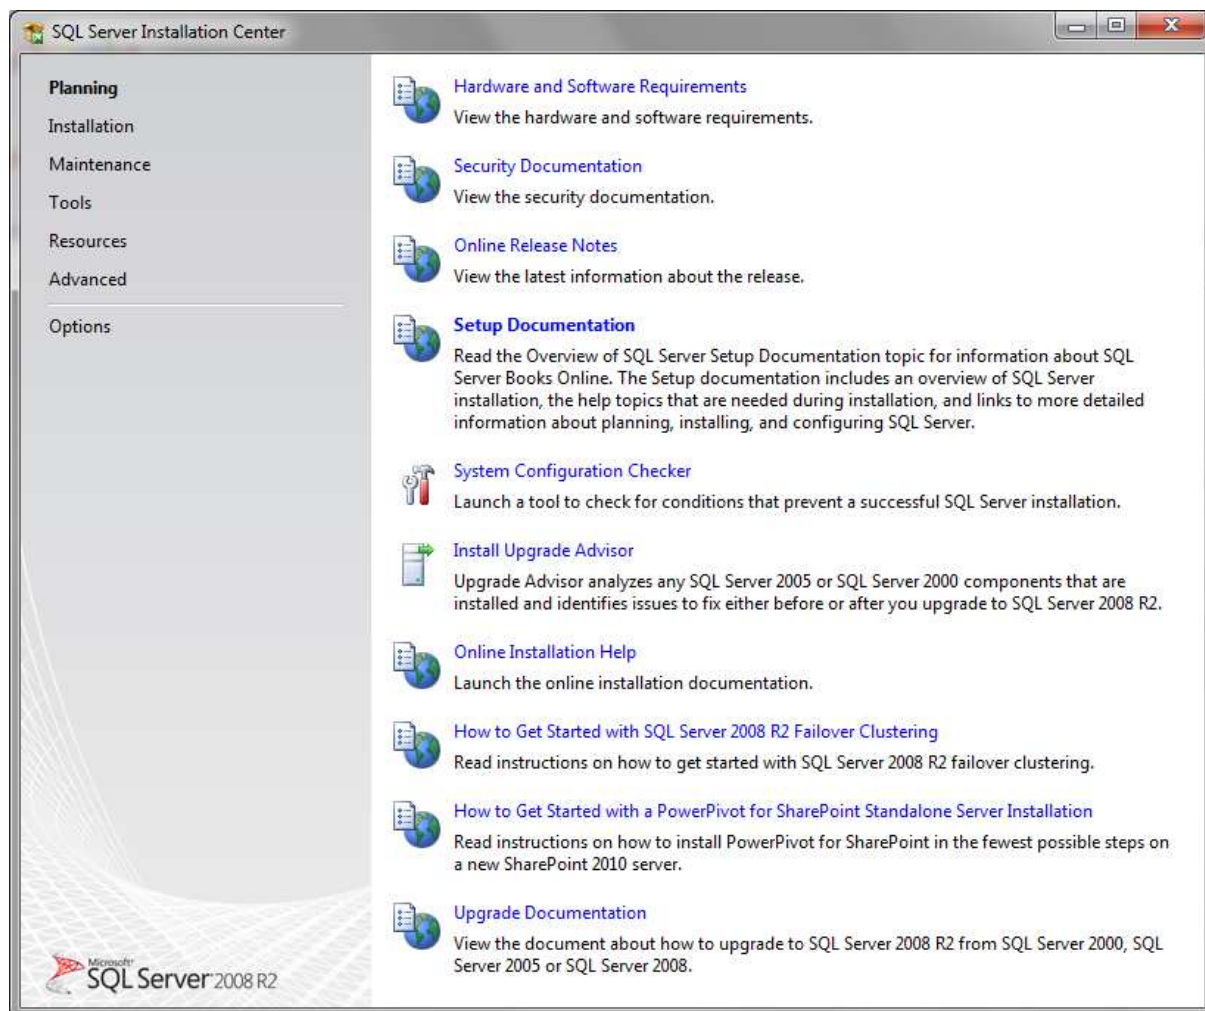 SQL Server Installation Center
Planning
Installation
Maintenance
Tools
Resources
Advanced
Options
Hardware and Software Requirements
View the hardware and software requirements.
Security Documentation
View the security documentation.
Online Release Notes
View the latest information about the release.
Setup Documentation
Read the Overview of SQL Server Setup Documentation topic for information about SQL
Server Books Online. The Setup documentation includes an overview of SQL Server
installation, the help topics that are needed during installation, and links to more detailed
information about planning, installing, and configuring SQL Server.
System Configuration Checker
Launch a tool to check for conditions that prevent a successful SQL Server installation.
Install Upgrade Advisor
Upgrade Advisor analyzes any SQL Server 2005 or SQL Server 2000 components that are
installed and identifies issues to fix either before or after you upgrade to SQL Server 2008 R2.
Online Installation Help
Launch the online installation documentation.
How to Get Started with SQL Server 2008 R2 Failover Clustering
Read instructions on how to get started with SQL Server 2008 R2 failover clustering.
How to Get Started with a PowerPivot for SharePoint Standalone Server Installation
Read instructions on how to install PowerPivot for SharePoint in the fewest possible steps on
a new SharePoint 2010 server.
Upgrade Documentation
View the document about how to upgrade to SQL Server 2008 R2 from SQL Server 2000, SQL
Server 2005 or SQL Server 2008.
Microsoft
SQL Server 2008 R2